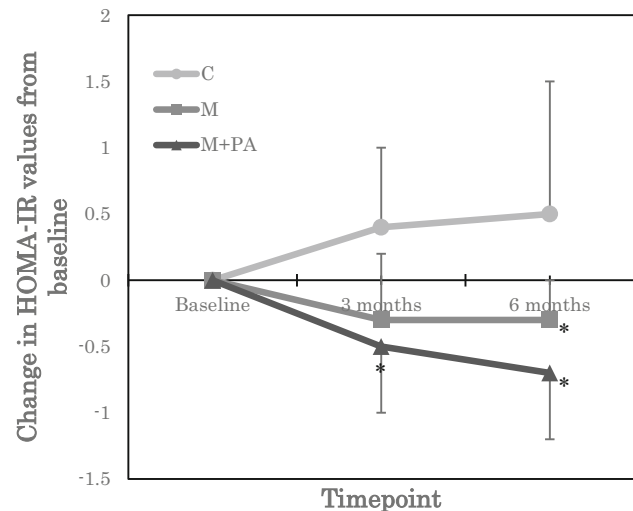 2
1.5
1
0.5
0
-0.5
-1
-1.5
Change in HOMA-IR values from
baseline
C
M
M+PA
Baseline
3 months
6 months
*
*
*
Timepoint